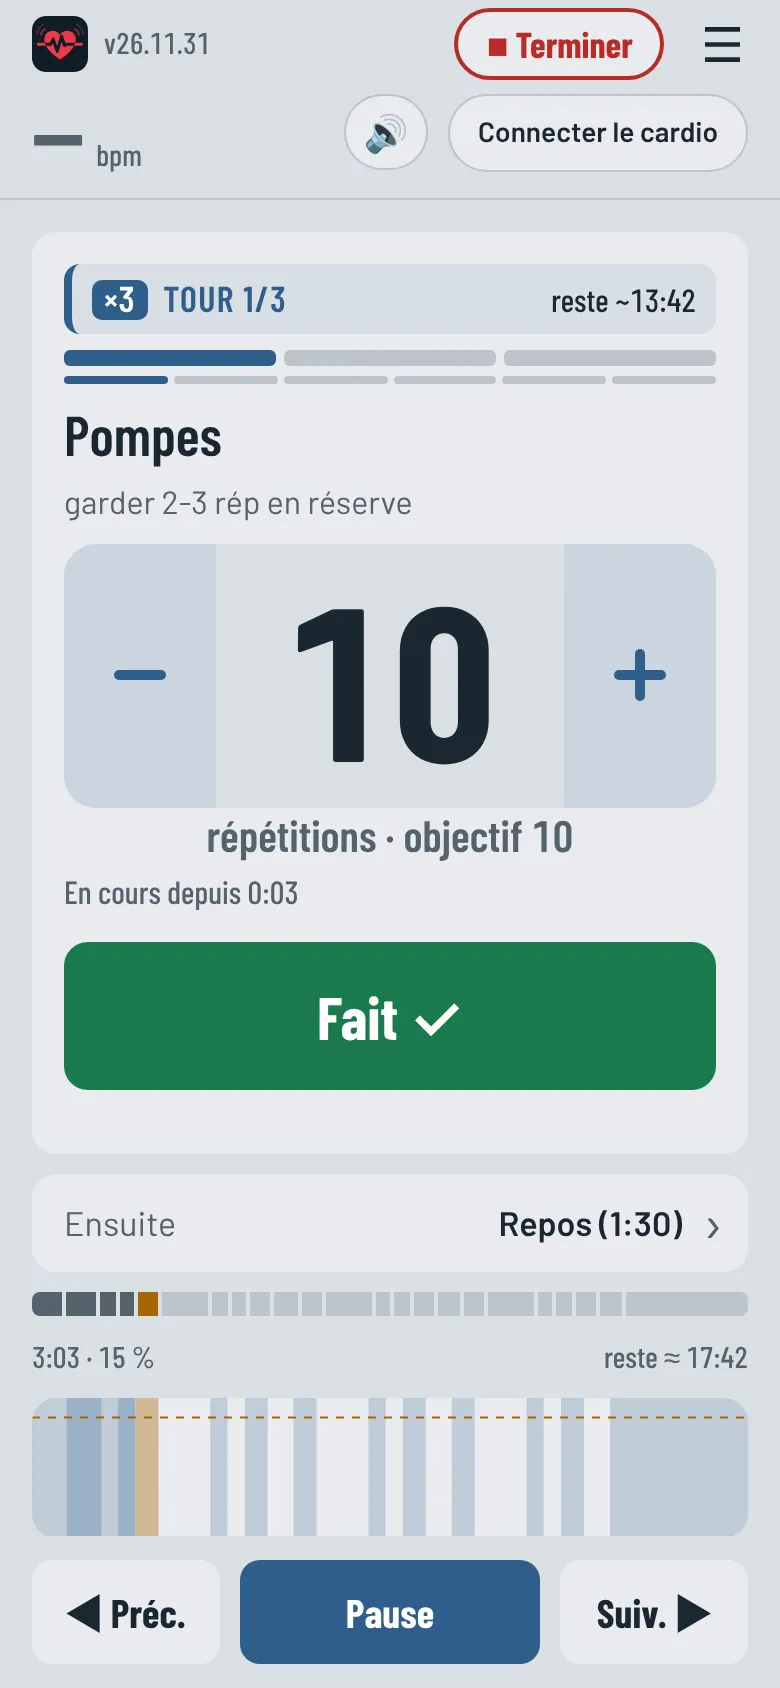 v26.11.31
■ Terminer
— bpm
Connecter le cardio
×3 TOUR 1/3
reste ~13:42
Pompes
garder 2-3 rép en réserve
− 10 +
répétitions · objectif 10
En cours depuis 0:03
Fait ✓
Ensuite
Repos (1:30) ›
3:03 · 15 %
reste ≈ 17:42
◀ Préc.
Pause
Suiv. ▶